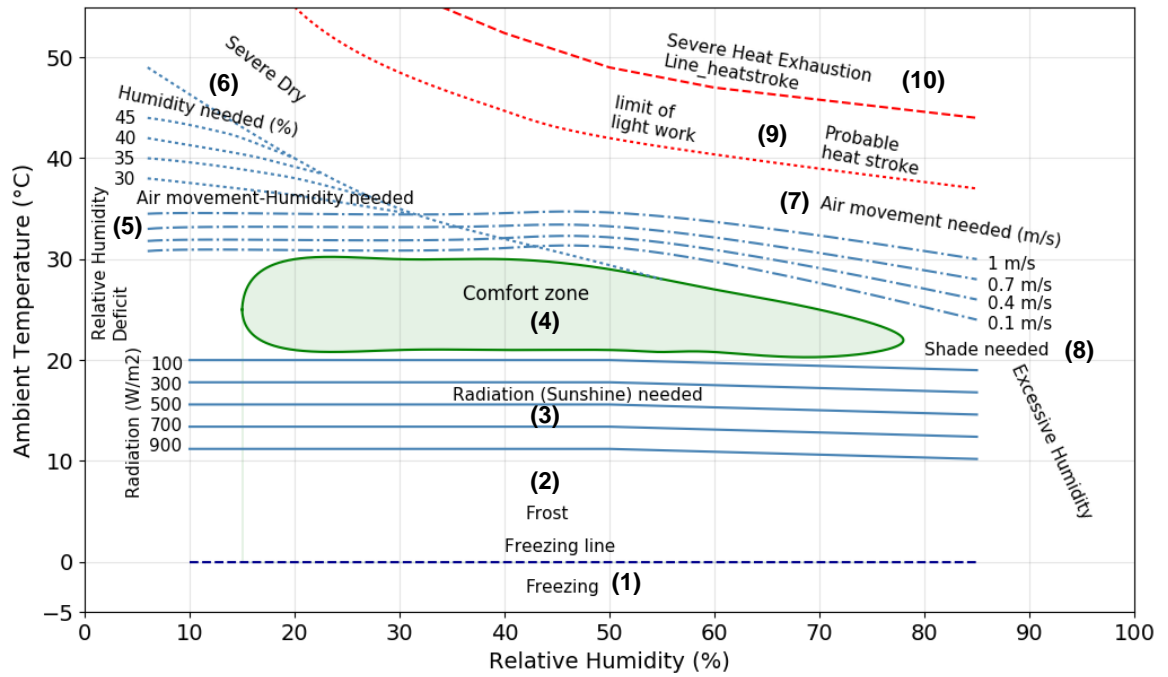 50
40
30
20
10
0
−5
Ambient Temperature (°C)
0 10 20 30 40 50 60 70 80 90 100
Relative Humidity (%)
Severe Dry
(6)
Humidity needed (%)
45
40
35
30
Air movement-Humidity needed
Relative Humidity
Deficit
(5)
Severe Heat Exhaustion
Line_heatstroke
(10)
limit of
light work
(9)
Probable
heat stroke
(7)
Air movement needed (m/s)
1 m/s
0.7 m/s
0.4 m/s
0.1 m/s
Comfort zone
(4)
Shade needed (8)
Radiation (W/m2)
100
300
500
700
900
Radiation (Sunshine) needed
(3)
Excessive Humidity
(2)
Frost
Freezing line
Freezing (1)